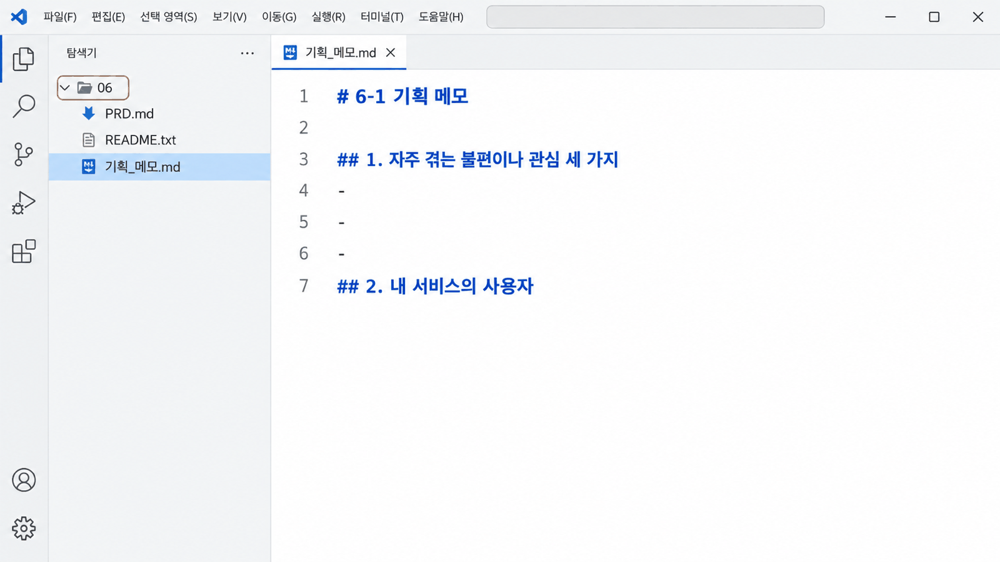 파일(F) 편집(E) 선택 영역(S) 보기(V) 이동(G) 실행(R) 터미널(T) 도움말(H)
탐색기 ...
06
PRD.md
README.txt
기획_메모.md
기획_메모.md
1 # 6-1 기획 메모
2
3 ## 1. 자주 겪는 불편이나 관심 세 가지
4 -
5 -
6 -
7 ## 2. 내 서비스의 사용자